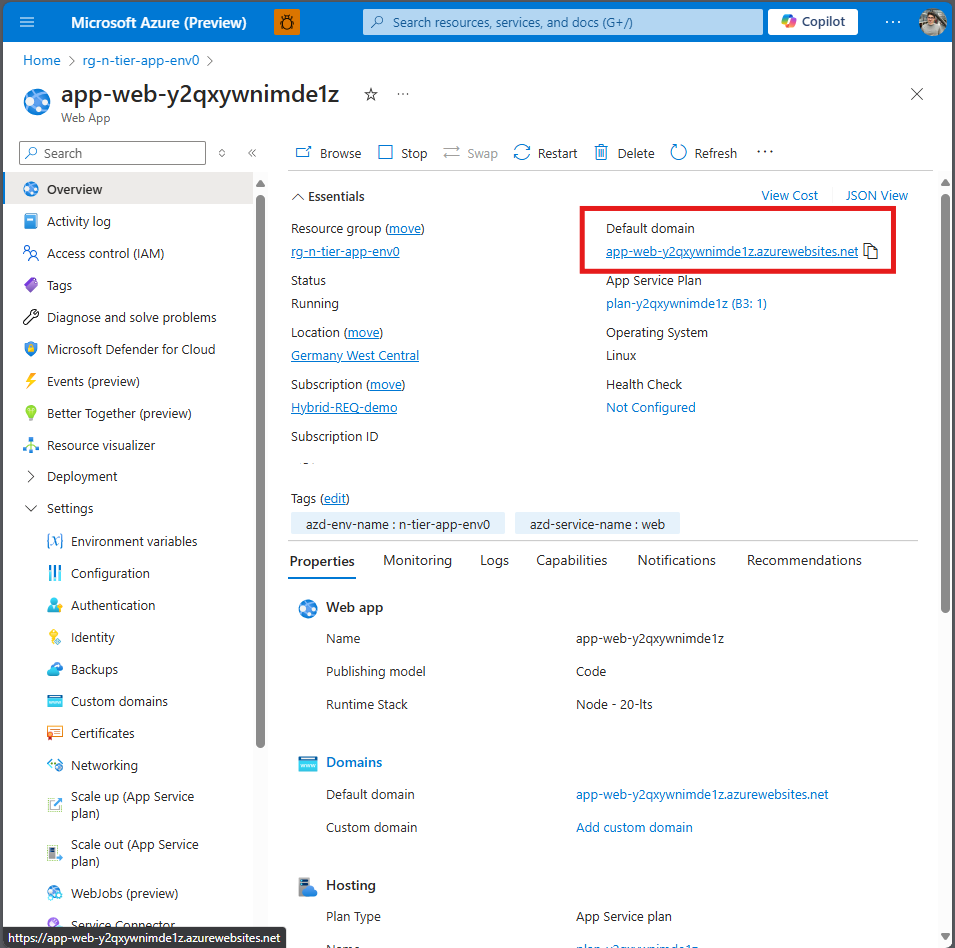 Microsoft Azure (Preview)
Search resources, services, and docs (G+/)
Copilot
Home > rg-n-tier-app-env0 >
app-web-y2qxywnimde1z
Web App
Search
Browse Stop Swap Restart Delete Refresh
Overview
Activity log
Access control (IAM)
Tags
Diagnose and solve problems
Microsoft Defender for Cloud
Events (preview)
Better Together (preview)
Resource visualizer
Deployment
Settings
Environment variables
Configuration
Authentication
Identity
Backups
Custom domains
Certificates
Networking
Scale up (App Service
plan)
Scale out (App Service
plan)
WebJobs (preview)
Service Connector
Essentials
View Cost JSON View
Resource group (move)
rg-n-tier-app-env0
Status
Running
Location (move)
Germany West Central
Subscription (move)
Hybrid-REQ-demo
Subscription ID
Default domain
app-web-y2qxywnimde1z.azurewebsites.net
App Service Plan
plan-y2qxywnimde1z (B3: 1)
Operating System
Linux
Health Check
Not Configured
Tags (edit)
azd-env-name : n-tier-app-env0 azd-service-name : web
Properties Monitoring Logs Capabilities Notifications Recommendations
Web app
Name app-web-y2qxywnimde1z
Publishing model Code
Runtime Stack Node - 20-lts
Domains
Default domain app-web-y2qxywnimde1z.azurewebsites.net
Custom domain Add custom domain
Hosting
Plan Type App Service plan
Name plan-y2qxywnimde1z
https://app-web-y2qxywnimde1z.azurewebsites.net